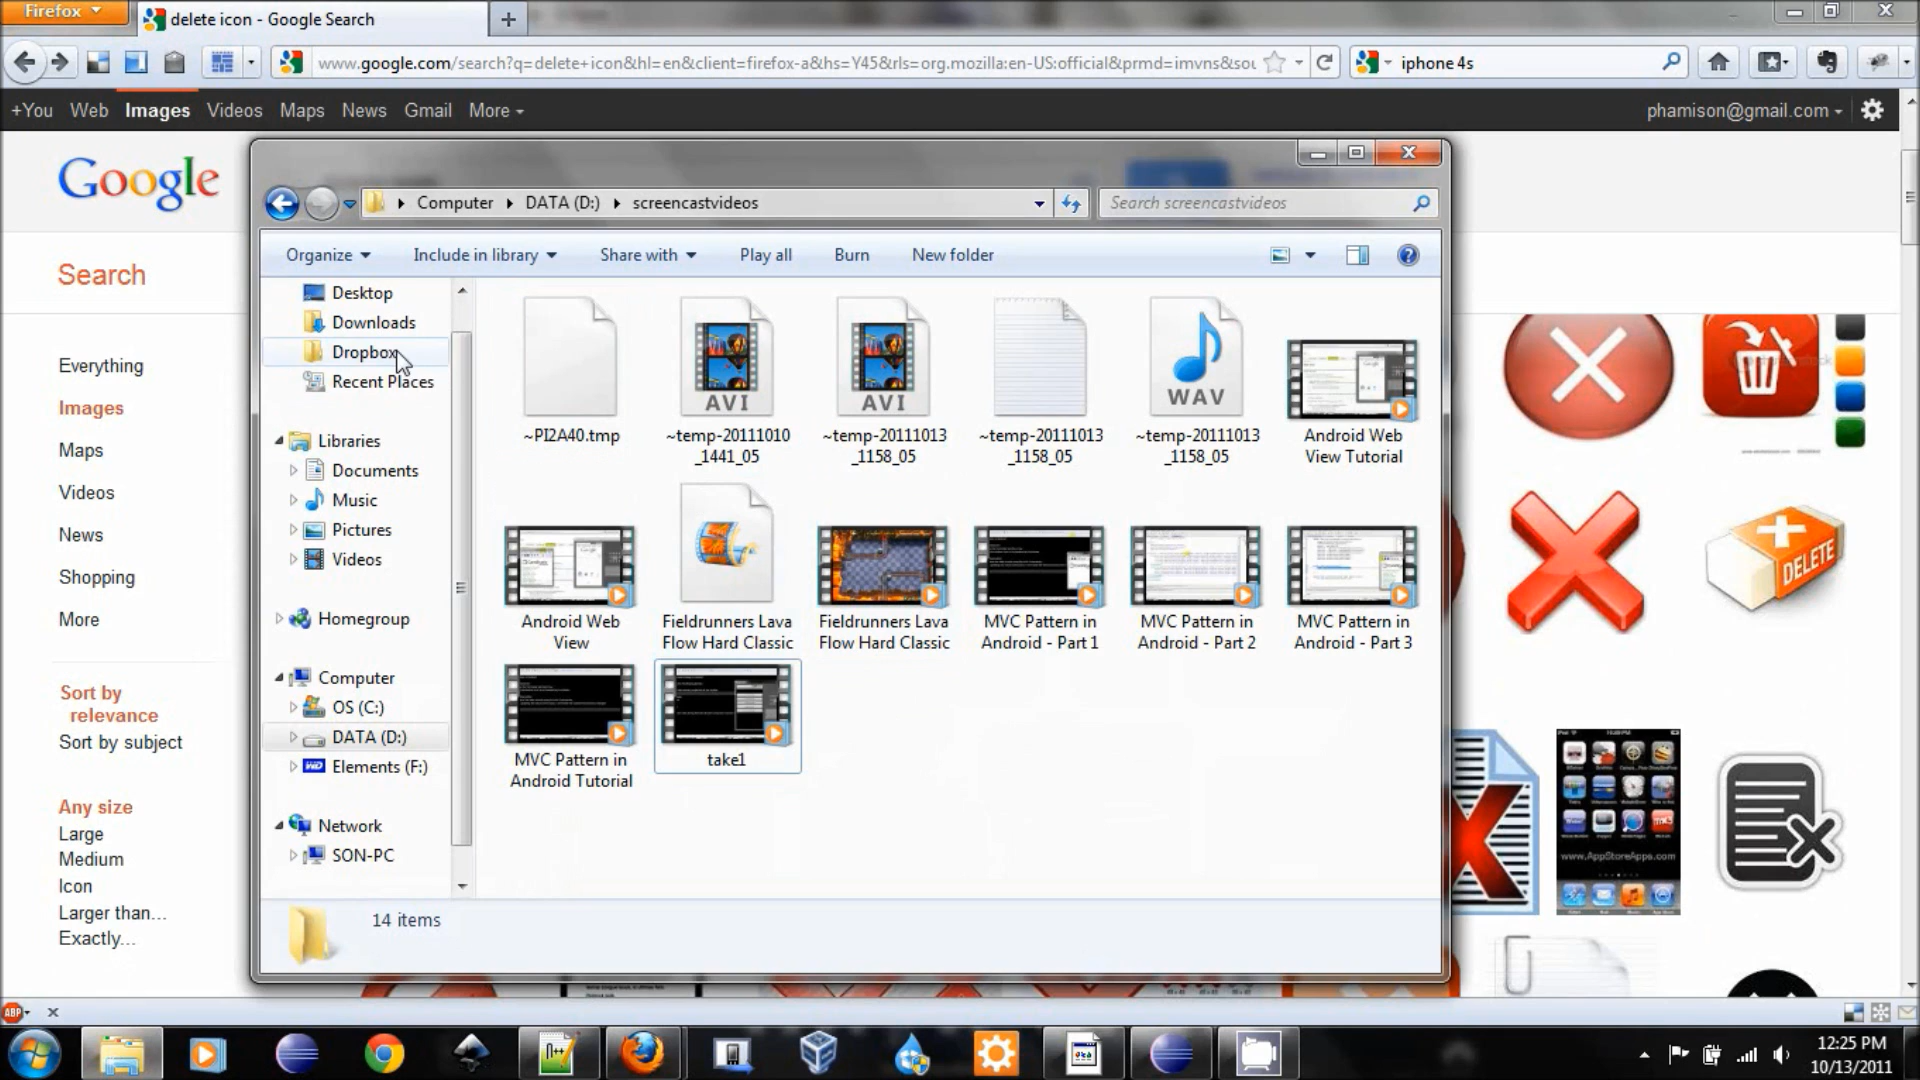 Firefox
delete icon - Google Search
www.google.com/search?q=delete+icon&hl=en&client=firefox-a&hs=Y45&rls=org.mozilla:en-US:official&prmd=imvns&sou
iphone 4s
+You Web Images Videos Maps News Gmail More
phamison@gmail.com
Google
Search
Everything
Images
Maps
Videos
News
Shopping
More
Sort by
relevance
Sort by subject
Any size
Large
Medium
Icon
Larger than...
Exactly...
Computer DATA (D:) screencastvideos
Search screencastvideos
Organize Include in library Share with Play all Burn New folder
Desktop
Downloads
Dropbox
Recent Places
Libraries
Documents
Music
Pictures
Videos
Homegroup
Computer
OS (C:)
DATA (D:)
Elements (F:)
Network
SON-PC
AVI AVI WAV
~PI2A40.tmp
~temp-20111010
_1441_05
~temp-20111013
_1158_05
~temp-20111013
_1158_05
~temp-20111013
_1158_05
Android Web
View Tutorial
Android Web
View
Fieldrunners Lava
Flow Hard Classic
Fieldrunners Lava
Flow Hard Classic
MVC Pattern in
Android - Part 1
MVC Pattern in
Android - Part 2
MVC Pattern in
Android - Part 3
MVC Pattern in
Android Tutorial
take1
14 items
DELETE
www.AppStoreApps.com
ABP
12:25 PM
10/13/2011